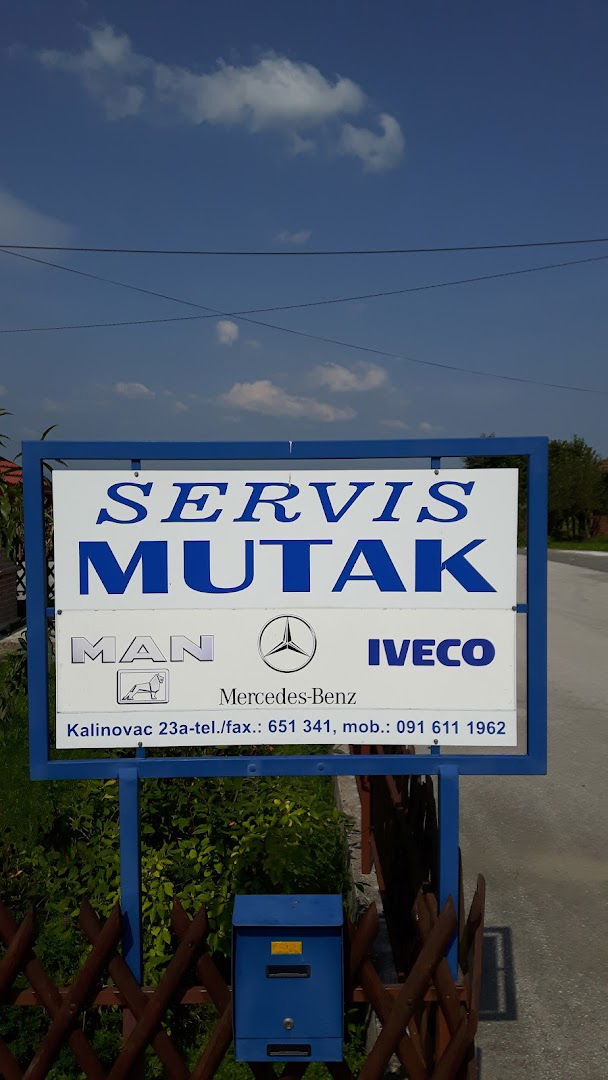 SERVIS
MUTAK
MAN
Mercedes-Benz
IVECO
Kalinovac 23a-tel./fax.: 651 341, mob.: 091 611 1962